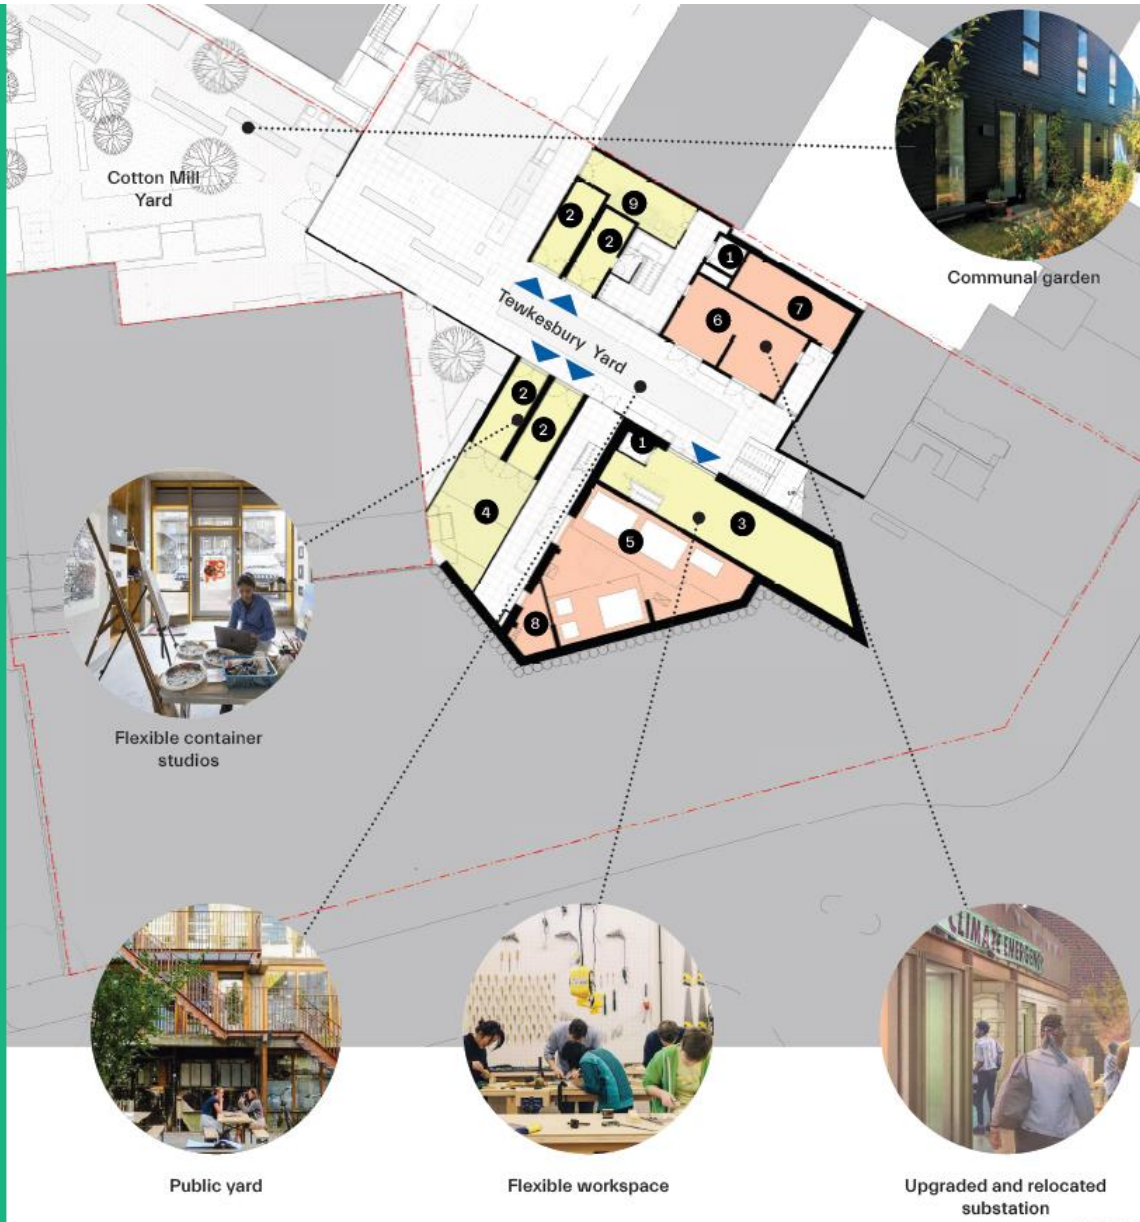 Cotton Mill
Yard
Communal garden
9
2
2
1
7
6
Tewkesbury Yard
2
2
1
3
4
5
8
Flexible container
studios
CLIMATE EMERGENCY
Public yard
Flexible workspace
Upgraded and relocated
substation